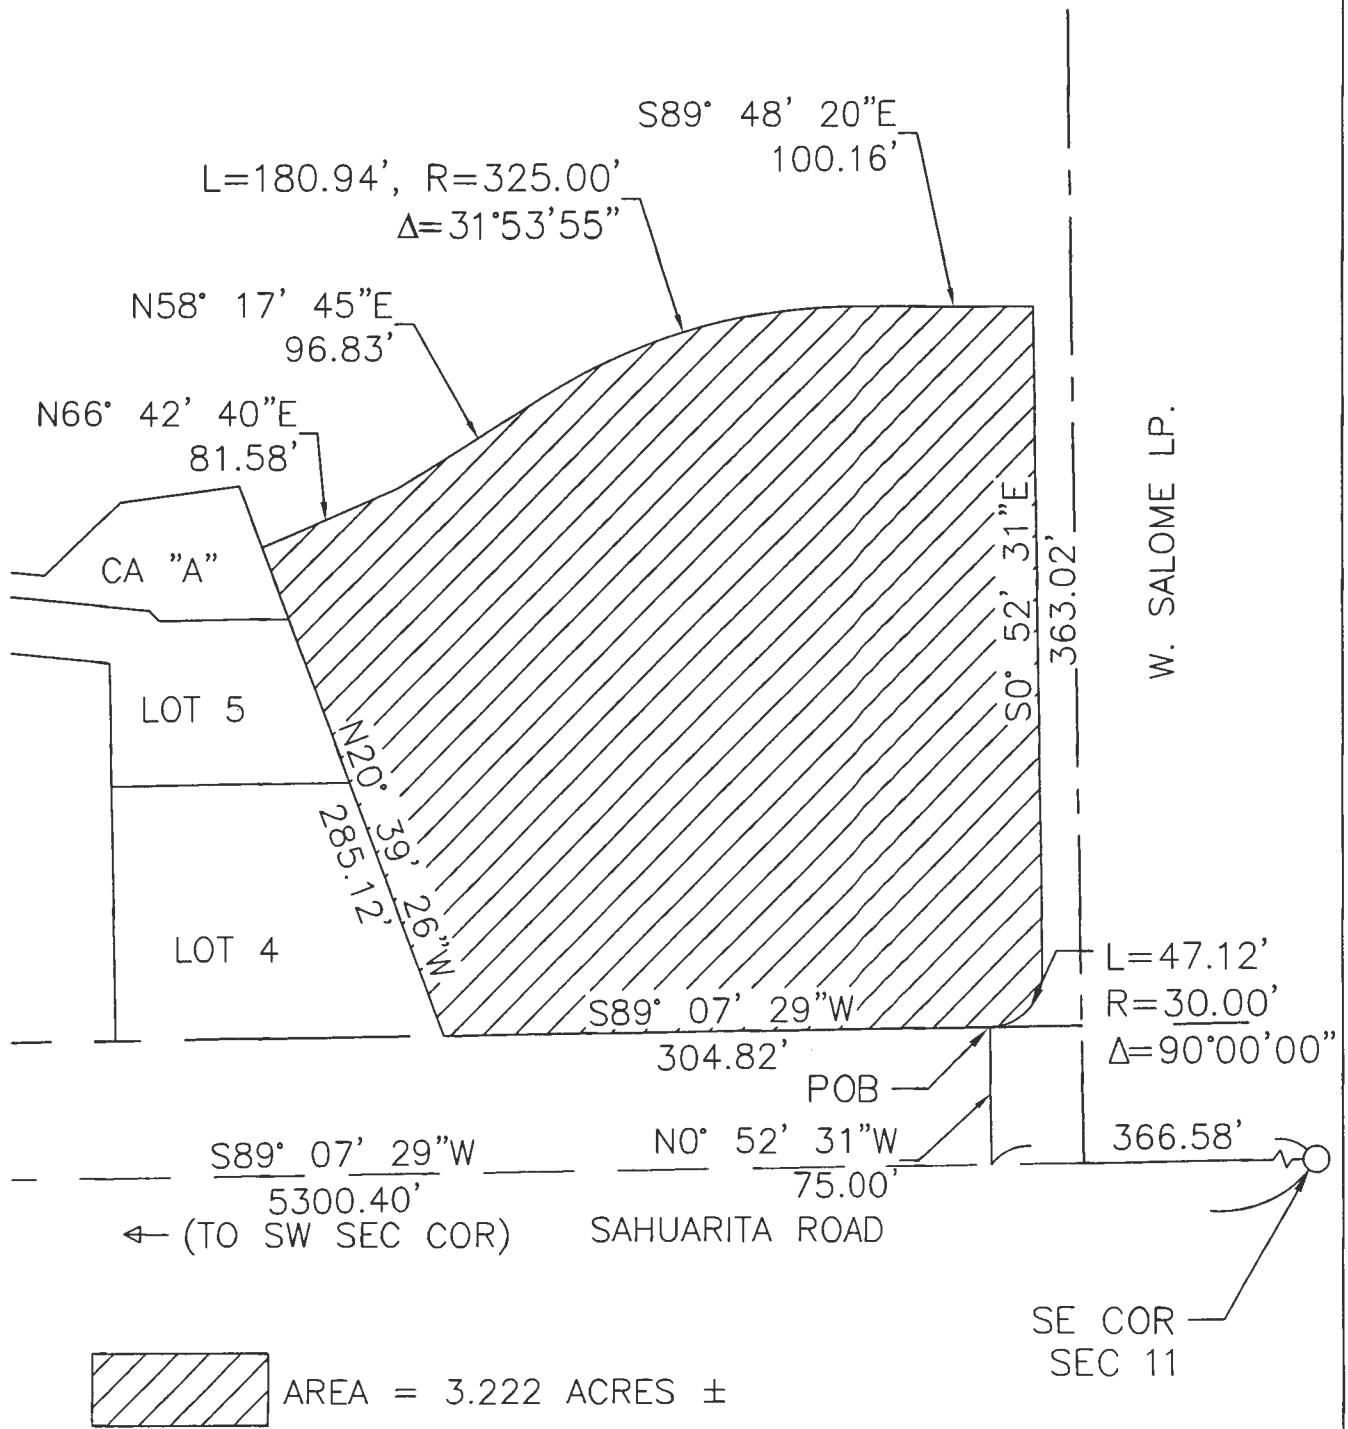 S89° 48' 20"E
100.16'
L=180.94', R=325.00'
Δ=31°53'55"
N58° 17' 45"E
96.83'
N66° 42' 40"E
81.58'
CA "A"
LOT 5
LOT 4
N20° 39' 26"W
285.12'
S0° 52' 31"E
363.02'
W. SALOME LP.
S89° 07' 29"W
304.82'
L=47.12'
R=30.00'
Δ=90°00'00"
POB
N0° 52' 31"W
75.00'
366.58'
S89° 07' 29"W
5300.40'
(TO SW SEC COR)
SAHUARITA ROAD
SE COR
SEC 11
AREA = 3.222 ACRES ±